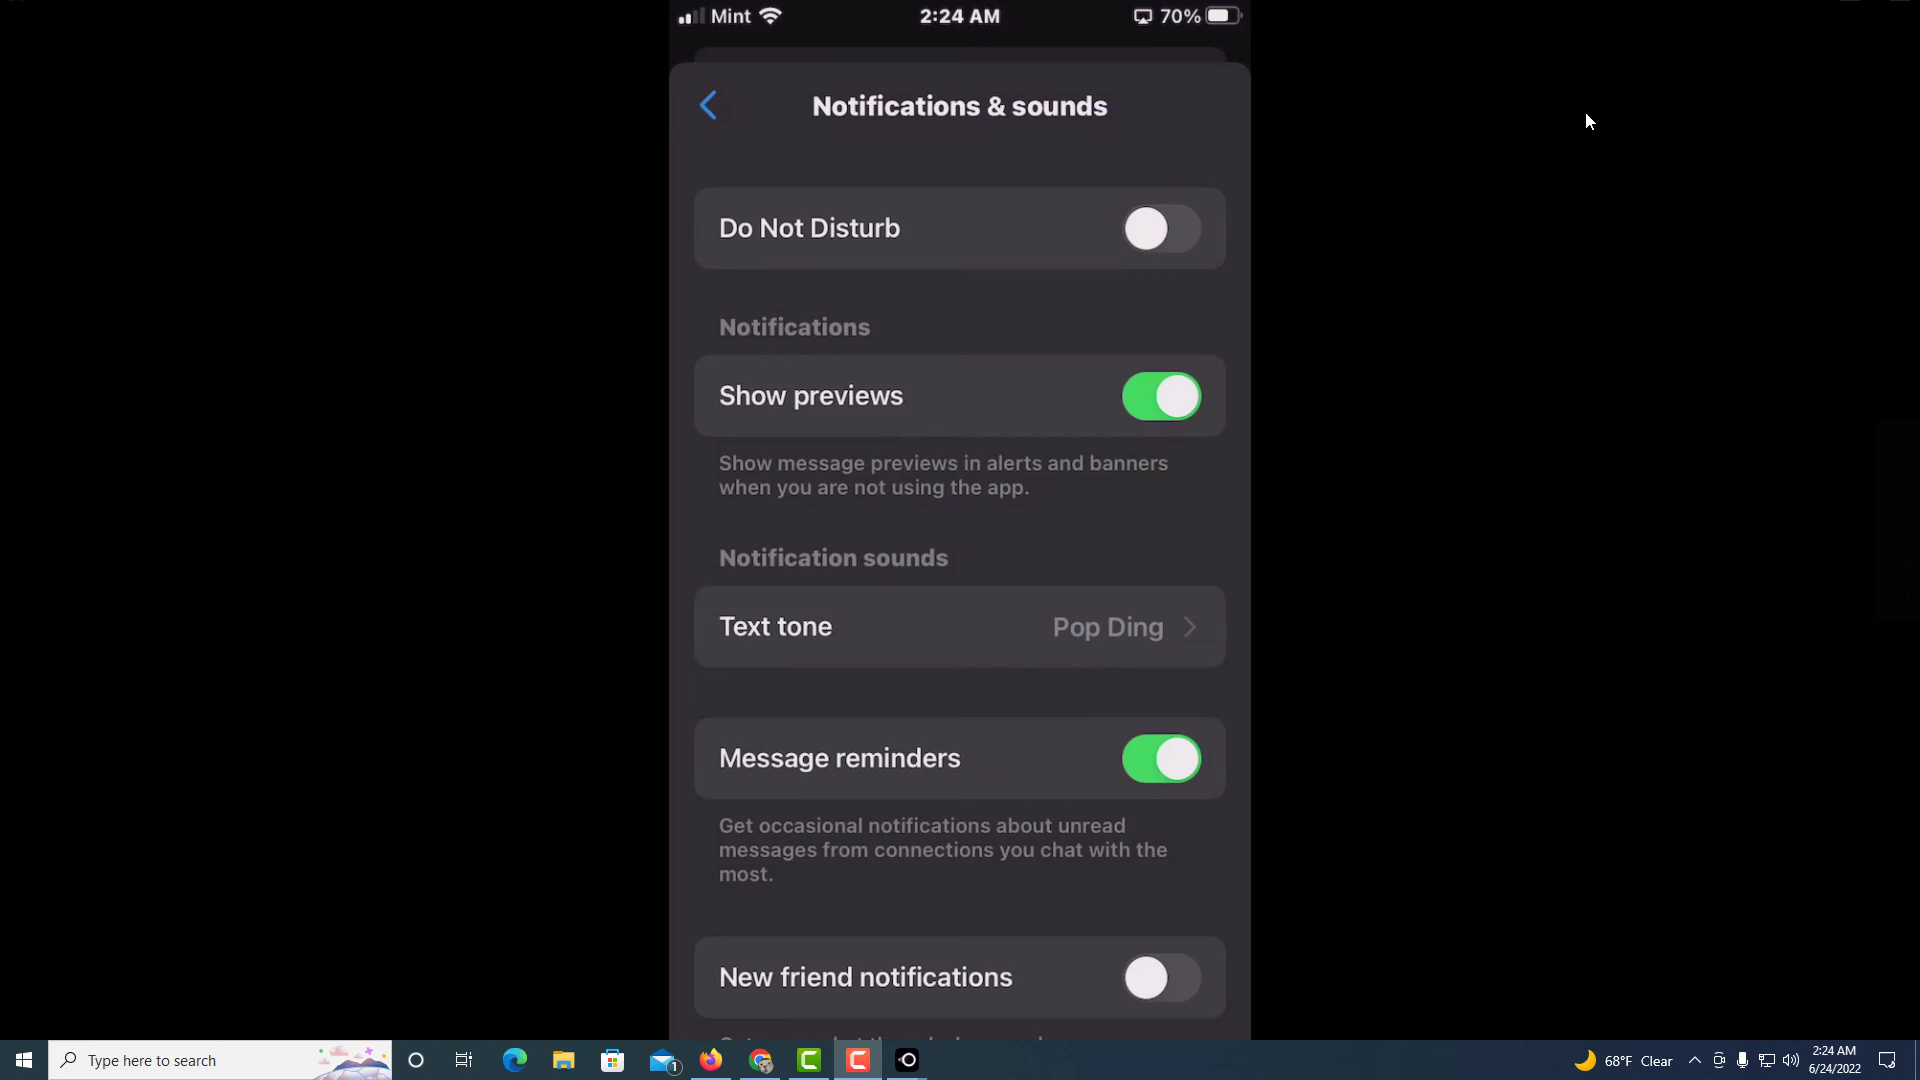 Mint 2:24 AM 70%
Notifications & sounds
Do Not Disturb
Notifications
Show previews
Show message previews in alerts and banners
when you are not using the app.
Notification sounds
Text tone Pop Ding
Message reminders
Get occasional notifications about unread
messages from connections you chat with the
most.
New friend notifications
Type here to search
1
68°F Clear
2:24 AM
6/24/2022